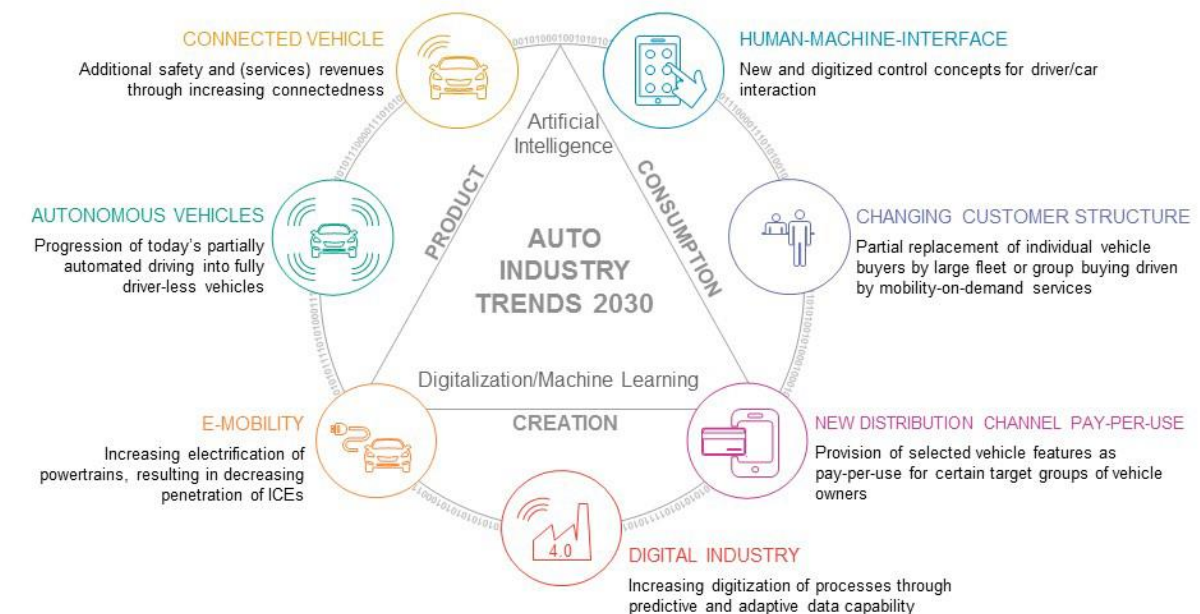 CONNECTED VEHICLE
Additional safety and (services) revenues
through increasing connectedness
HUMAN-MACHINE-INTERFACE
New and digitized control concepts for driver/car
interaction
AUTONOMOUS VEHICLES
Progression of today's partially
automated driving into fully
driver-less vehicles
CHANGING CUSTOMER STRUCTURE
Partial replacement of individual vehicle
buyers by large fleet or group buying driven
by mobility-on-demand services
Artificial
Intelligence
PRODUCT
CONSUMPTION
AUTO
INDUSTRY
TRENDS 2030
Digitalization/Machine Learning
CREATION
E-MOBILITY
Increasing electrification of
powertrains, resulting in decreasing
penetration of ICEs
NEW DISTRIBUTION CHANNEL PAY-PER-USE
Provision of selected vehicle features as
pay-per-use for certain target groups of vehicle
owners
4.0
DIGITAL INDUSTRY
Increasing digitization of processes through
predictive and adaptive data capability